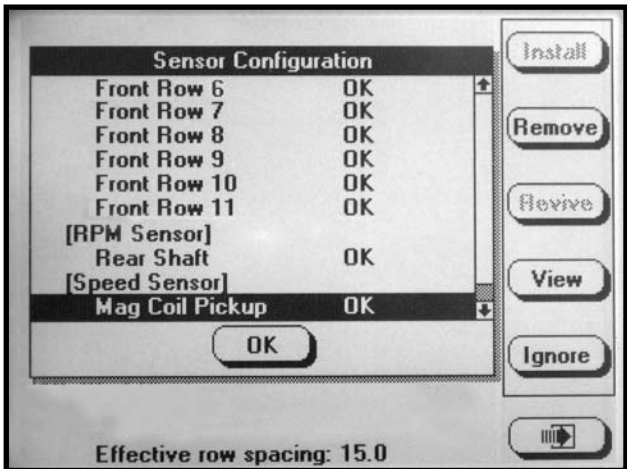 Sensor Configuration
Front Row 6 OK
Front Row 7 OK
Front Row 8 OK
Front Row 9 OK
Front Row 10 OK
Front Row 11 OK
[RPM Sensor]
Rear Shaft OK
[Speed Sensor]
Mag Coil Pickup OK
OK
Effective row spacing: 15.0
Install
Remove
Revive
View
Ignore